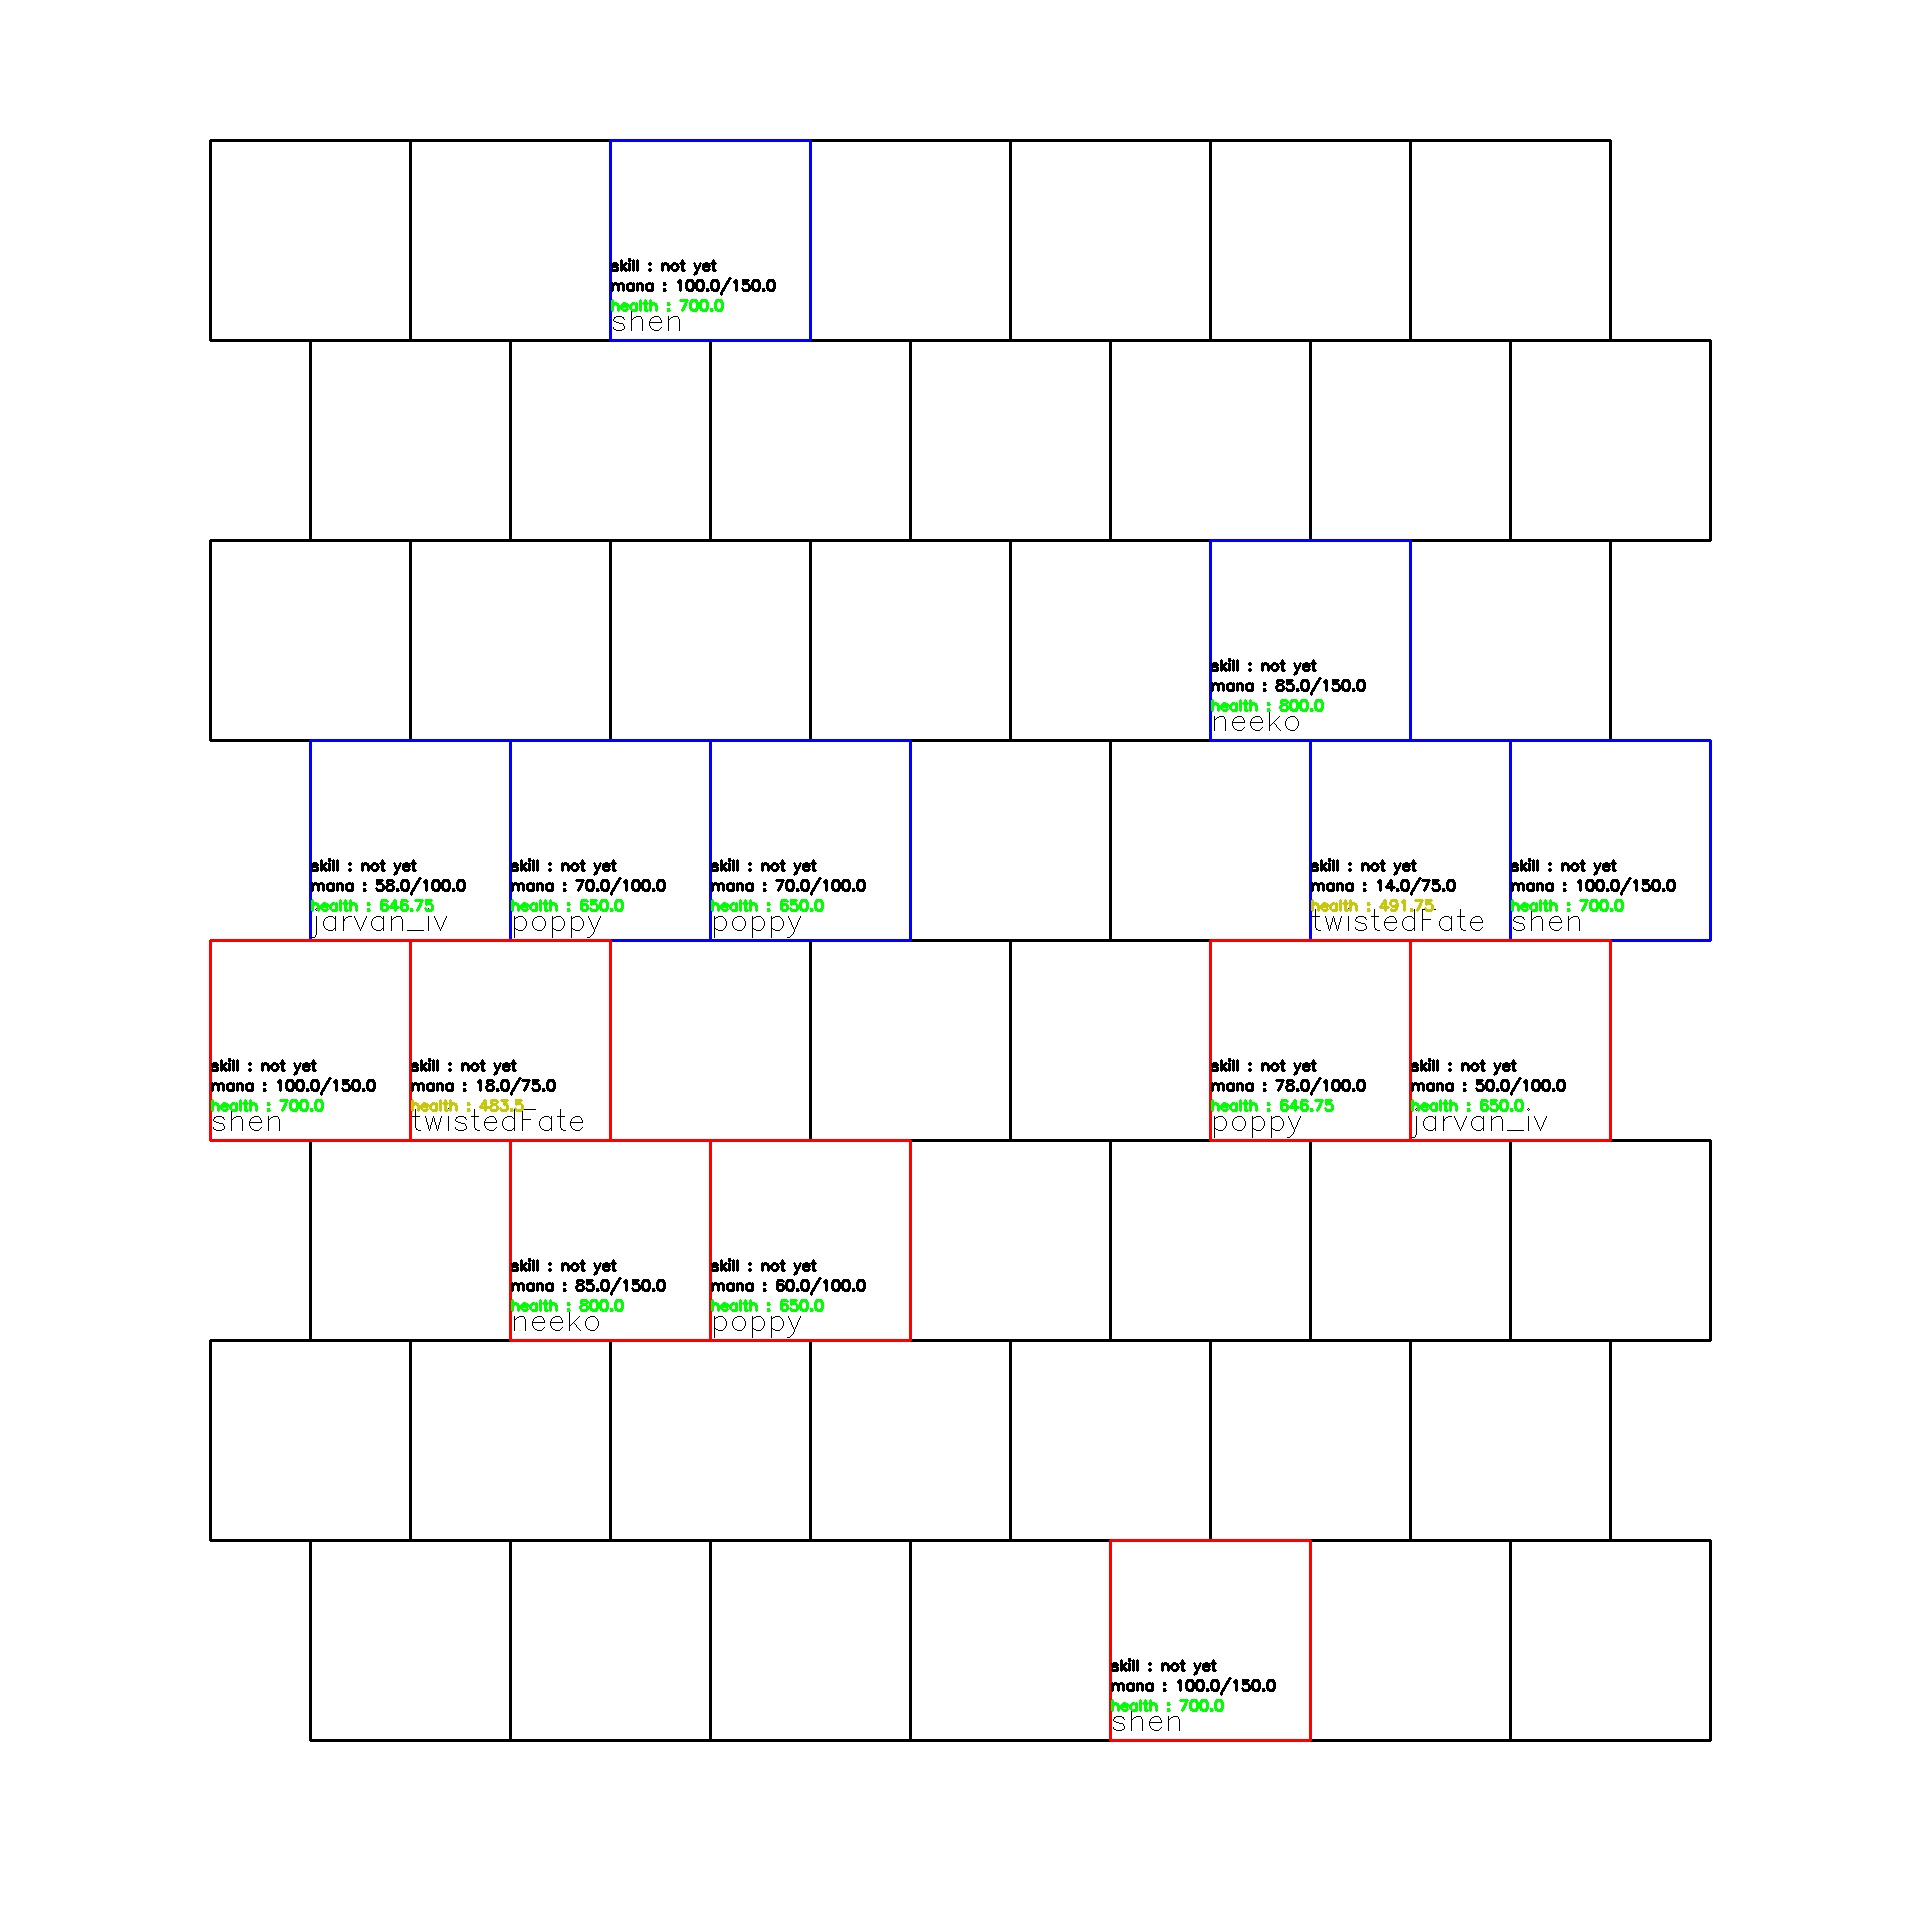 skill : not yet
mana : 100.0/150.0
health : 700.0
shen
skill : not yet
mana : 85.0/150.0
health : 800.0
neeko
skill : not yet
mana : 58.0/100.0
health : 646.75
jarvan_iv
skill : not yet
mana : 70.0/100.0
health : 650.0
poppy
skill : not yet
mana : 70.0/100.0
health : 650.0
poppy
skill : not yet
mana : 14.0/75.0
health : 491.75
twistedFate
skill : not yet
mana : 100.0/150.0
health : 700.0
shen
skill : not yet
mana : 100.0/150.0
health : 700.0
shen
skill : not yet
mana : 18.0/75.0
health : 483.5
twistedFate
skill : not yet
mana : 78.0/100.0
health : 646.75
poppy
skill : not yet
mana : 50.0/100.0
health : 650.0
jarvan_iv
skill : not yet
mana : 85.0/150.0
health : 800.0
neeko
skill : not yet
mana : 60.0/100.0
health : 650.0
poppy
skill : not yet
mana : 100.0/150.0
health : 700.0
shen